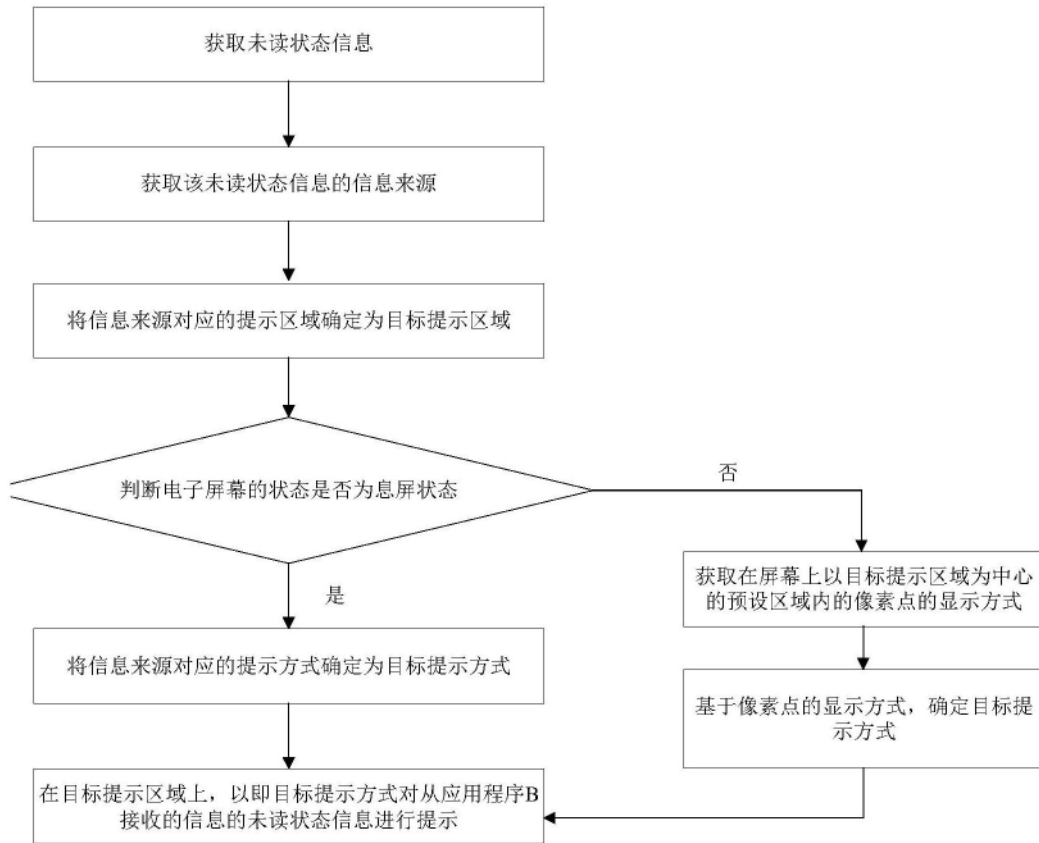 获取未读状态信息
获取该未读状态信息的信息来源
将信息来源对应的提示区域确定为目标提示区域
判断电子屏幕的状态是否为息屏状态
否
是
获取在屏幕上以目标提示区域为中心
的预设区域内的像素点的显示方式
将信息来源对应的提示方式确定为目标提示方式
基于像素点的显示方式，确定目标提
示方式
在目标提示区域上，以即目标提示方式对从应用程序B
接收的信息的未读状态信息进行提示